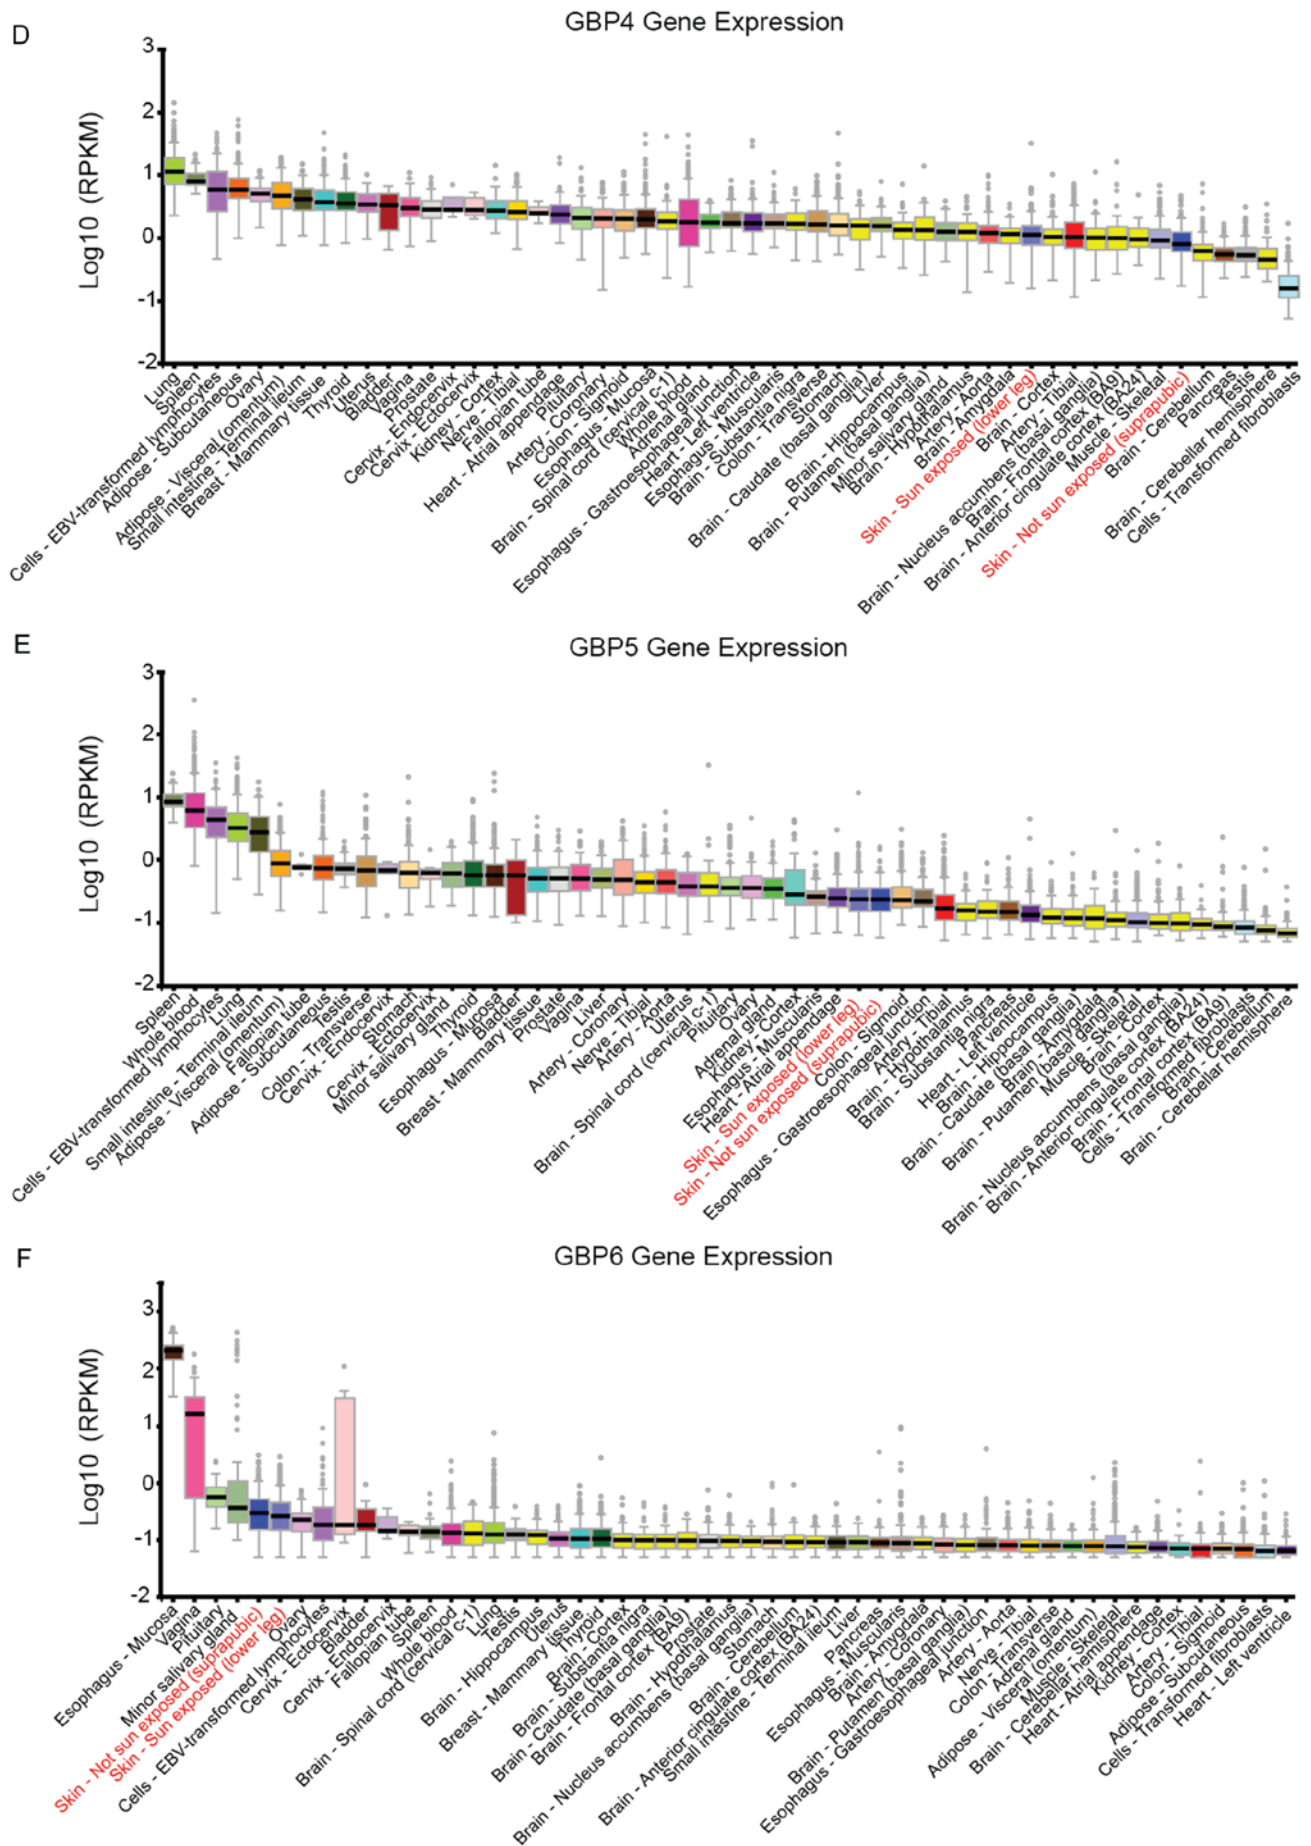 D
GBP4 Gene Expression
3
2
1
0
-1
-2
Log10 (RPKM)
Lung
Spleen
Cells - EBV-transformed lymphocytes
Adipose - Subcutaneous
Ovary
Adipose - Visceral (omentum)
Small intestine - Terminal ileum
Breast - Mammary tissue
Thyroid
Uterus
Bladder
Vagina
Prostate
Cervix - Endocervix
Cervix - Ectocervix
Kidney - Cortex
Nerve - Tibial
Fallopian tube
Heart - Atrial appendage
Pituitary
Artery - Coronary
Colon - Sigmoid
Esophagus - Mucosa
Brain - Spinal cord (cervical c-1)
Whole blood
Adrenal gland
Esophagus - Gastroesophageal junction
Heart - Left ventricle
Esophagus - Muscularis
Brain - Substantia nigra
Colon - Transverse
Stomach
Brain - Caudate (basal ganglia)
Liver
Brain - Hippocampus
Brain - Putamen (basal ganglia)
Minor salivary gland
Brain - Hypothalamus
Artery - Aorta
Brain - Amygdala
Skin - Sun exposed (lower leg)
Brain - Cortex
Artery - Tibial
Brain - Nucleus accumbens (basal ganglia)
Brain - Frontal cortex (BA9)
Brain - Anterior cingulate cortex (BA24)
Muscle - Skeletal
Skin - Not sun exposed (suprapubic)
Brain - Cerebellum
Pancreas
Testis
Brain - Cerebellar hemisphere
Cells - Transformed fibroblasts
E
GBP5 Gene Expression
3
2
1
0
-1
-2
Log10 (RPKM)
Spleen
Whole blood
Cells - EBV-transformed lymphocytes
Lung
Small intestine - Terminal ileum
Adipose - Visceral (omentum)
Fallopian tube
Adipose - Subcutaneous
Testis
Colon - Transverse
Cervix - Endocervix
Stomach
Cervix - Ectocervix
Minor salivary gland
Thyroid
Esophagus - Mucosa
Bladder
Breast - Mammary tissue
Prostate
Vagina
Liver
Artery - Coronary
Nerve - Tibial
Artery - Aorta
Uterus
Brain - Spinal cord (cervical c-1)
Pituitary
Ovary
Adrenal gland
Kidney - Cortex
Esophagus - Muscularis
Heart - Atrial appendage
Skin - Sun exposed (lower leg)
Skin - Not sun exposed (suprapubic)
Colon - Sigmoid
Esophagus - Gastroesophageal junction
Artery - Tibial
Brain - Hypothalamus
Brain - Substantia nigra
Pancreas
Heart - Left ventricle
Brain - Hippocampus
Brain - Caudate (basal ganglia)
Brain - Amygdala
Brain - Putamen (basal ganglia)
Muscle - Skeletal
Brain - Cortex
Brain - Nucleus accumbens (basal ganglia)
Brain - Anterior cingulate cortex (BA24)
Brain - Frontal cortex (BA9)
Cells - Transformed fibroblasts
Brain - Cerebellum
Brain - Cerebellar hemisphere
F
GBP6 Gene Expression
3
2
1
0
-1
-2
Log10 (RPKM)
Esophagus - Mucosa
Vagina
Pituitary
Minor salivary gland
Skin - Not sun exposed (suprapubic)
Skin - Sun exposed (lower leg)
Ovary
Cells - EBV-transformed lymphocytes
Cervix - Ectocervix
Bladder
Cervix - Endocervix
Fallopian tube
Spleen
Whole blood
Brain - Spinal cord (cervical c-1)
Lung
Testis
Brain - Hippocampus
Uterus
Breast - Mammary tissue
Thyroid
Brain - Cortex
Brain - Substantia nigra
Brain - Caudate (basal ganglia)
Brain - Frontal cortex (BA9)
Prostate
Brain - Hypothalamus
Brain - Nucleus accumbens (basal ganglia)
Stomach
Brain - Cerebellum
Brain - Anterior cingulate cortex (BA24)
Small intestine - Terminal ileum
Liver
Pancreas
Esophagus - Muscularis
Brain - Amygdala
Artery - Coronary
Brain - Putamen (basal ganglia)
Esophagus - Gastroesophageal junction
Artery - Aorta
Nerve - Tibial
Colon - Transverse
Adrenal gland
Adipose - Visceral (omentum)
Muscle - Skeletal
Brain - Cerebellar hemisphere
Heart - Atrial appendage
Kidney - Cortex
Artery - Tibial
Colon - Sigmoid
Adipose - Subcutaneous
Cells - Transformed fibroblasts
Heart - Left ventricle